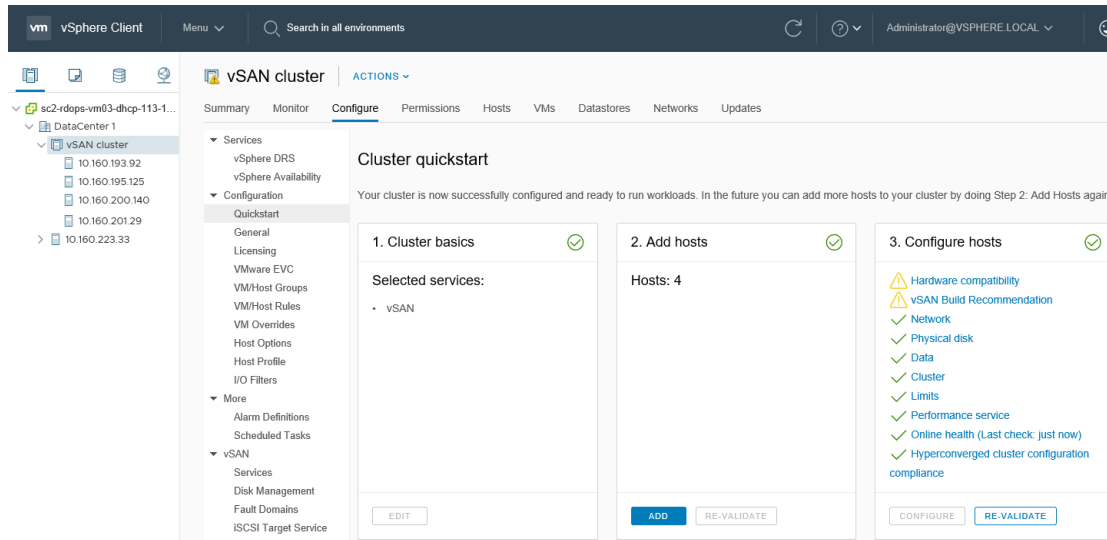 vm vSphere Client Menu Search in all environments Administrator@VSPHERE.LOCAL
vSAN cluster ACTIONS
Summary Monitor Configure Permissions Hosts VMs Datastores Networks Updates
sc2-rdops-vm03-dhcp-113-1...
DataCenter 1
vSAN cluster
10.160.193.92
10.160.195.125
10.160.200.140
10.160.201.29
10.160.223.33
Services
vSphere DRS
vSphere Availability
Configuration
Quickstart
General
Licensing
VMware EVC
VM/Host Groups
VM/Host Rules
VM Overrides
Host Options
Host Profile
I/O Filters
More
Alarm Definitions
Scheduled Tasks
vSAN
Services
Disk Management
Fault Domains
iSCSI Target Service
Cluster quickstart
Your cluster is now successfully configured and ready to run workloads. In the future you can add more hosts to your cluster by doing Step 2: Add Hosts again
1. Cluster basics
Selected services:
• vSAN
EDIT
2. Add hosts
Hosts: 4
ADD RE-VALIDATE
3. Configure hosts
Hardware compatibility
vSAN Build Recommendation
Network
Physical disk
Data
Cluster
Limits
Performance service
Online health (Last check: just now)
Hyperconverged cluster configuration
compliance
CONFIGURE RE-VALIDATE